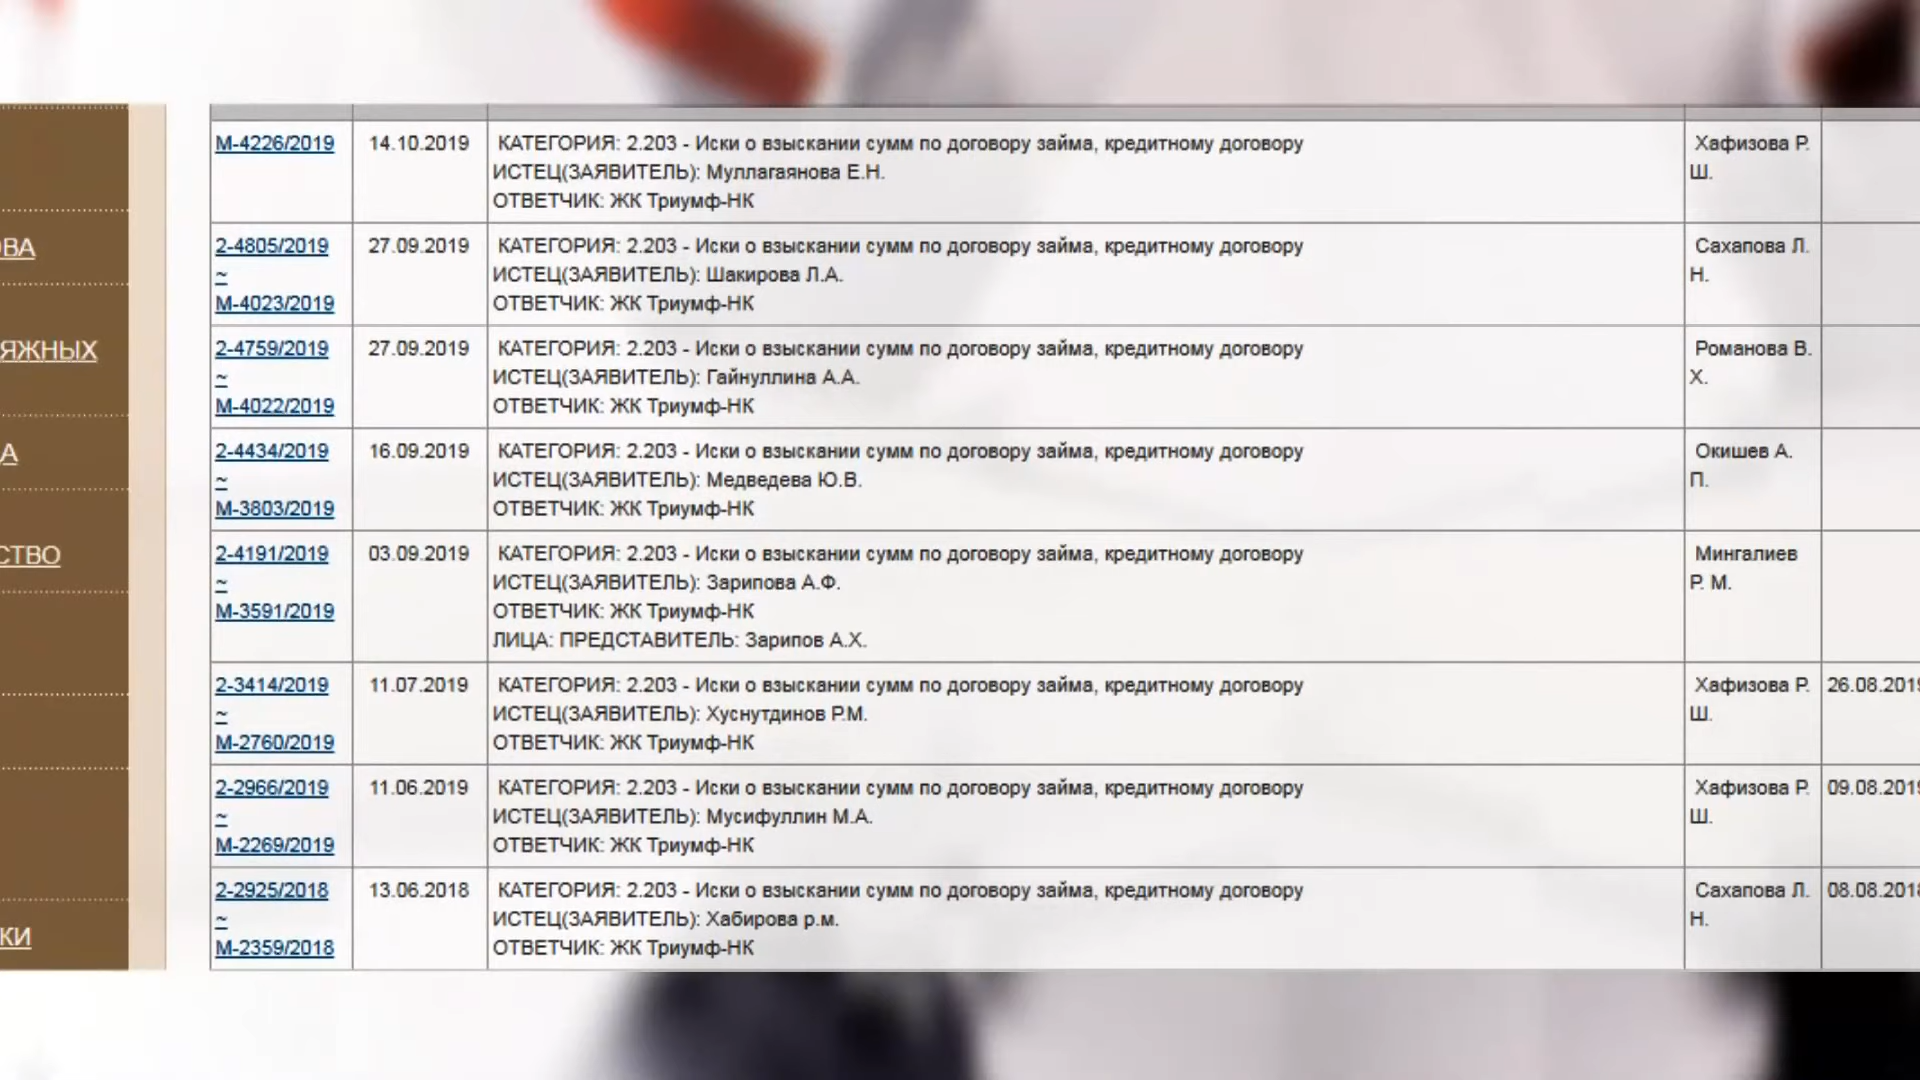 ОВА
ЯЖНЫХ
А
СТВО
КИ
М-4226/2019
14.10.2019
КАТЕГОРИЯ: 2.203 - Иски о взыскании сумм по договору займа, кредитному договору
ИСТЕЦ(ЗАЯВИТЕЛЬ): Муллагаянова Е.Н.
ОТВЕТЧИК: ЖК Триумф-НК
Хафизова Р.
Ш.
2-4805/2019
~
М-4023/2019
27.09.2019
КАТЕГОРИЯ: 2.203 - Иски о взыскании сумм по договору займа, кредитному договору
ИСТЕЦ(ЗАЯВИТЕЛЬ): Шакирова Л.А.
ОТВЕТЧИК: ЖК Триумф-НК
Сахапова Л.
Н.
2-4759/2019
~
М-4022/2019
27.09.2019
КАТЕГОРИЯ: 2.203 - Иски о взыскании сумм по договору займа, кредитному договору
ИСТЕЦ(ЗАЯВИТЕЛЬ): Гайнуллина А.А.
ОТВЕТЧИК: ЖК Триумф-НК
Романова В.
Х.
2-4434/2019
~
М-3803/2019
16.09.2019
КАТЕГОРИЯ: 2.203 - Иски о взыскании сумм по договору займа, кредитному договору
ИСТЕЦ(ЗАЯВИТЕЛЬ): Медведева Ю.В.
ОТВЕТЧИК: ЖК Триумф-НК
Окишев А.
П.
2-4191/2019
~
М-3591/2019
03.09.2019
КАТЕГОРИЯ: 2.203 - Иски о взыскании сумм по договору займа, кредитному договору
ИСТЕЦ(ЗАЯВИТЕЛЬ): Зарипова А.Ф.
ОТВЕТЧИК: ЖК Триумф-НК
ЛИЦА: ПРЕДСТАВИТЕЛЬ: Зарипов А.Х.
Мингалиев
Р. М.
2-3414/2019
~
М-2760/2019
11.07.2019
КАТЕГОРИЯ: 2.203 - Иски о взыскании сумм по договору займа, кредитному договору
ИСТЕЦ(ЗАЯВИТЕЛЬ): Хуснутдинов Р.М.
ОТВЕТЧИК: ЖК Триумф-НК
Хафизова Р.
Ш.
26.08.2019
2-2966/2019
~
М-2269/2019
11.06.2019
КАТЕГОРИЯ: 2.203 - Иски о взыскании сумм по договору займа, кредитному договору
ИСТЕЦ(ЗАЯВИТЕЛЬ): Мусифуллин М.А.
ОТВЕТЧИК: ЖК Триумф-НК
Хафизова Р.
Ш.
09.08.2019
2-2925/2018
~
М-2359/2018
13.06.2018
КАТЕГОРИЯ: 2.203 - Иски о взыскании сумм по договору займа, кредитному договору
ИСТЕЦ(ЗАЯВИТЕЛЬ): Хабирова р.м.
ОТВЕТЧИК: ЖК Триумф-НК
Сахапова Л.
Н.
08.08.2018